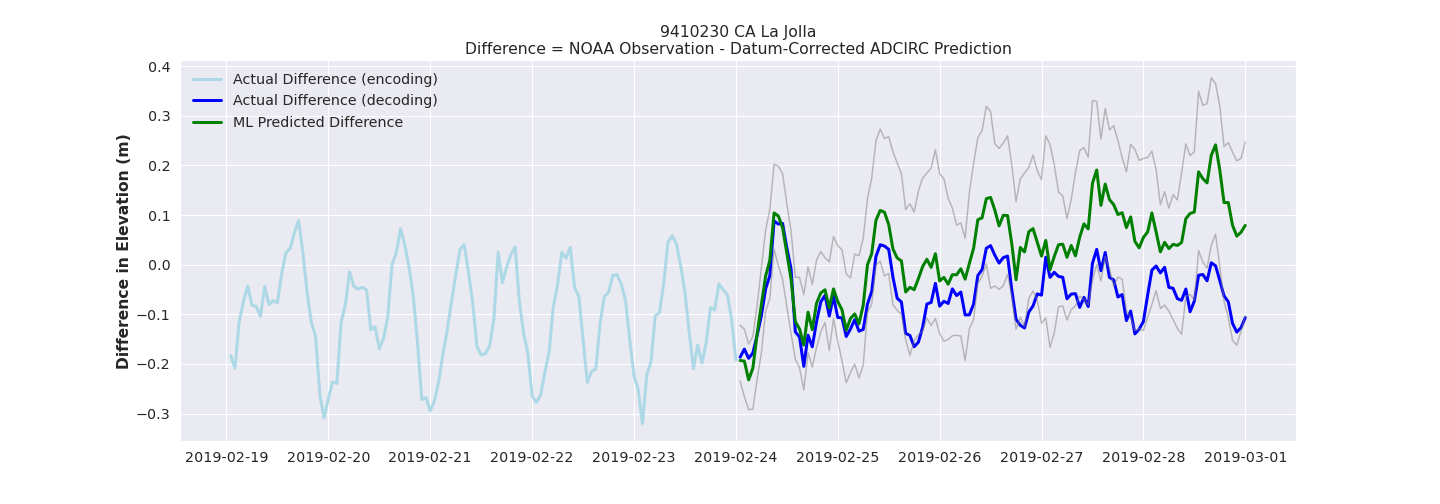 9410230 CA La Jolla
Difference = NOAA Observation - Datum-Corrected ADCIRC Prediction
Difference in Elevation (m)
0.4
0.3
0.2
0.1
0.0
−0.1
−0.2
−0.3
Actual Difference (encoding)
Actual Difference (decoding)
ML Predicted Difference
2019-02-19 2019-02-20 2019-02-21 2019-02-22 2019-02-23 2019-02-24 2019-02-25 2019-02-26 2019-02-27 2019-02-28 2019-03-01